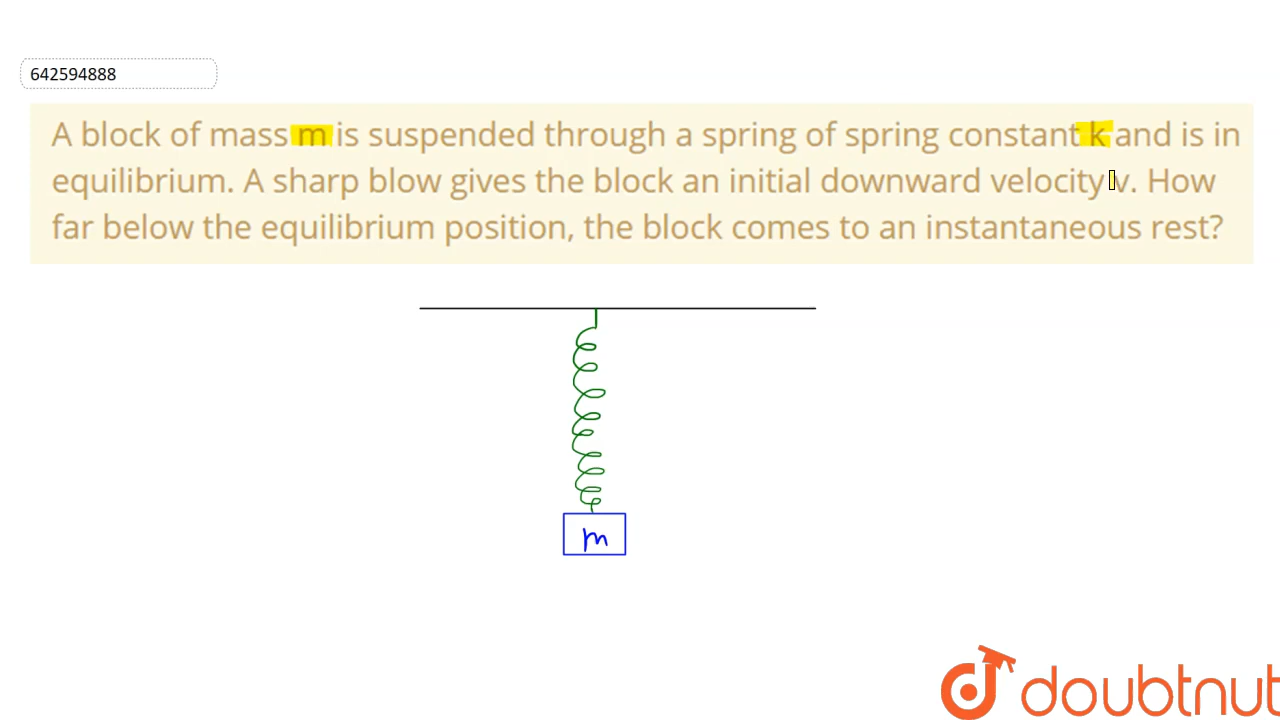 642594888
A block of mass m is suspended through a spring of spring constant k and is in
equilibrium. A sharp blow gives the block an initial downward velocity v. How
far below the equilibrium position, the block comes to an instantaneous rest?
m
doubtnut